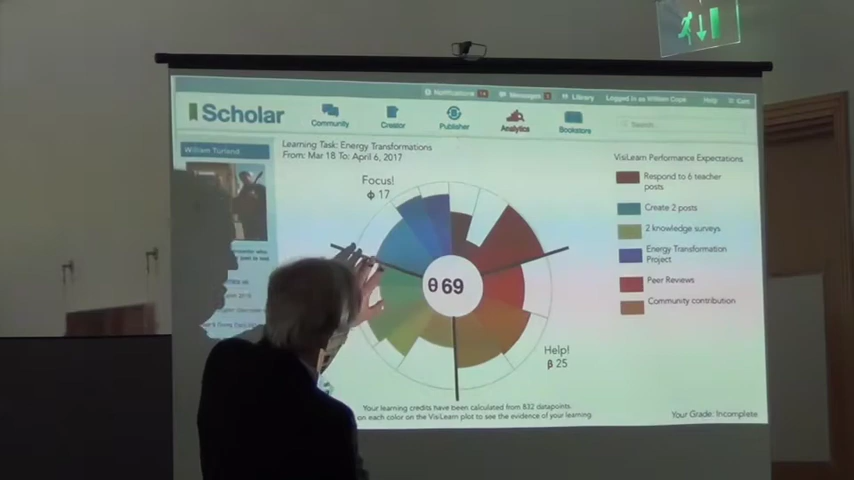 Notifications
Messages
Library
Logged in as William Cope
Help
Scholar
Community
Creator
Publisher
Analytics
Bookstore
Search
William Turland
Learning Task: Energy Transformations
From: Mar 18 To: April 6, 2017
Focus!
ϕ 17
θ 69
Help!
β 25
VisiLearn Performance Expectations
Respond to 6 teacher
posts
Create 2 posts
2 knowledge surveys
Energy Transformation
Project
Peer Reviews
Community contribution
Your learning credits have been calculated from 832 datapoints.
on each color on the VisiLearn plot to see the evidence of your learning.
Your Grade: Incomplete